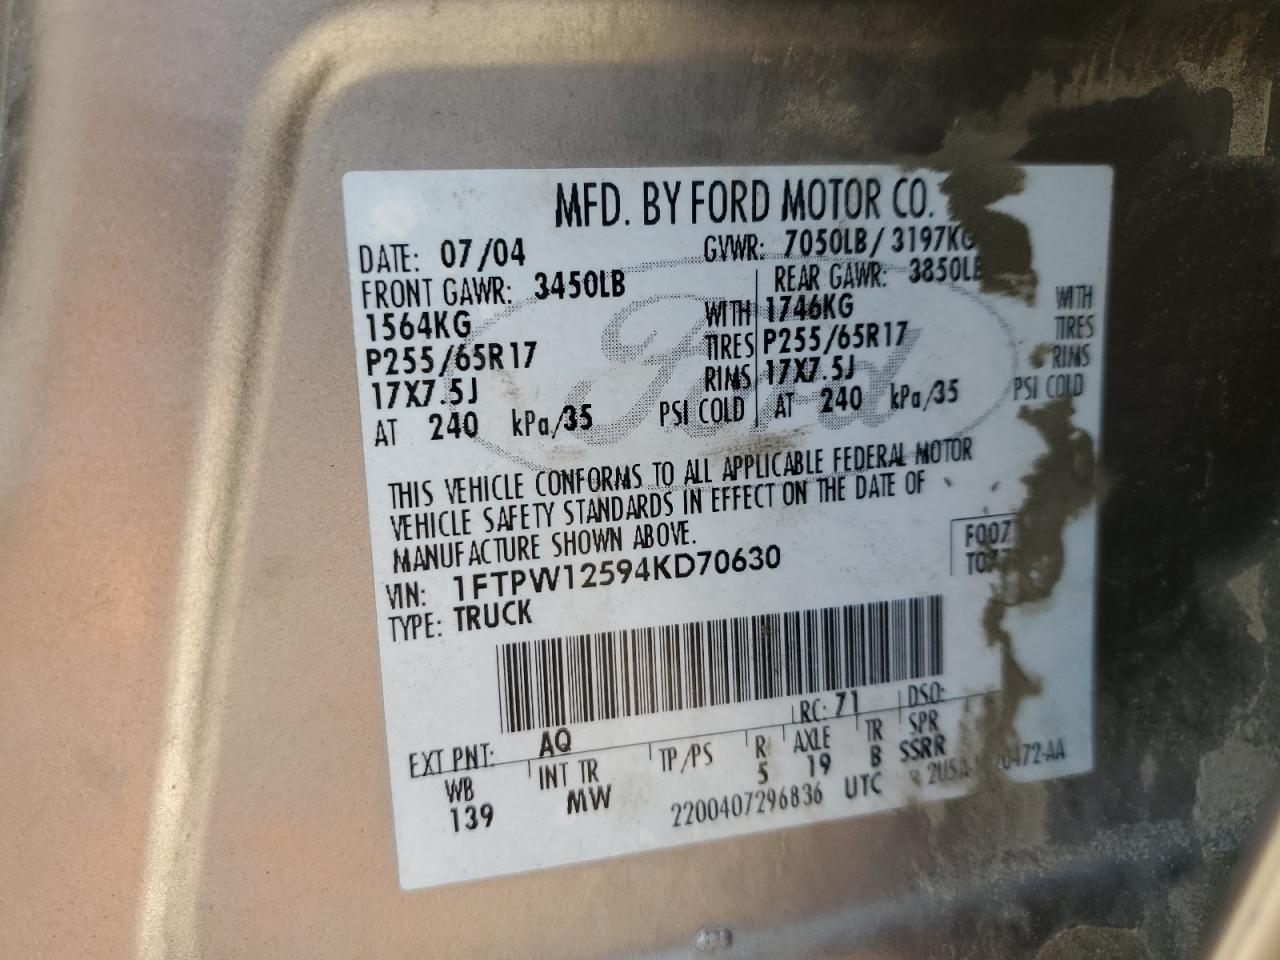 MFD. BY FORD MOTOR CO.
DATE: 07/04 GVWR: 7050LB/ 3197KG
FRONT GAWR: 3450LB REAR GAWR: 3850LB
1564KG WITH 1746KG WITH
P255/65R17 TIRES P255/65R17 TIRES
17X7.5J RIMS 17X7.5J RIMS
AT 240 kPa/35 PSI COLD AT 240 kPa/35 PSI COLD
Ford
THIS VEHICLE CONFORMS TO ALL APPLICABLE FEDERAL MOTOR
VEHICLE SAFETY STANDARDS IN EFFECT ON THE DATE OF
MANUFACTURE SHOWN ABOVE.
F007
VIN: 1FTPW12594KD70630
TYPE: TRUCK
EXT PNT: AQ RC: 71 DSO:
WB INT TR TP/PS R AXLE TR SPR
139 MW 5 19 B SSRR
2200407296836 UTC